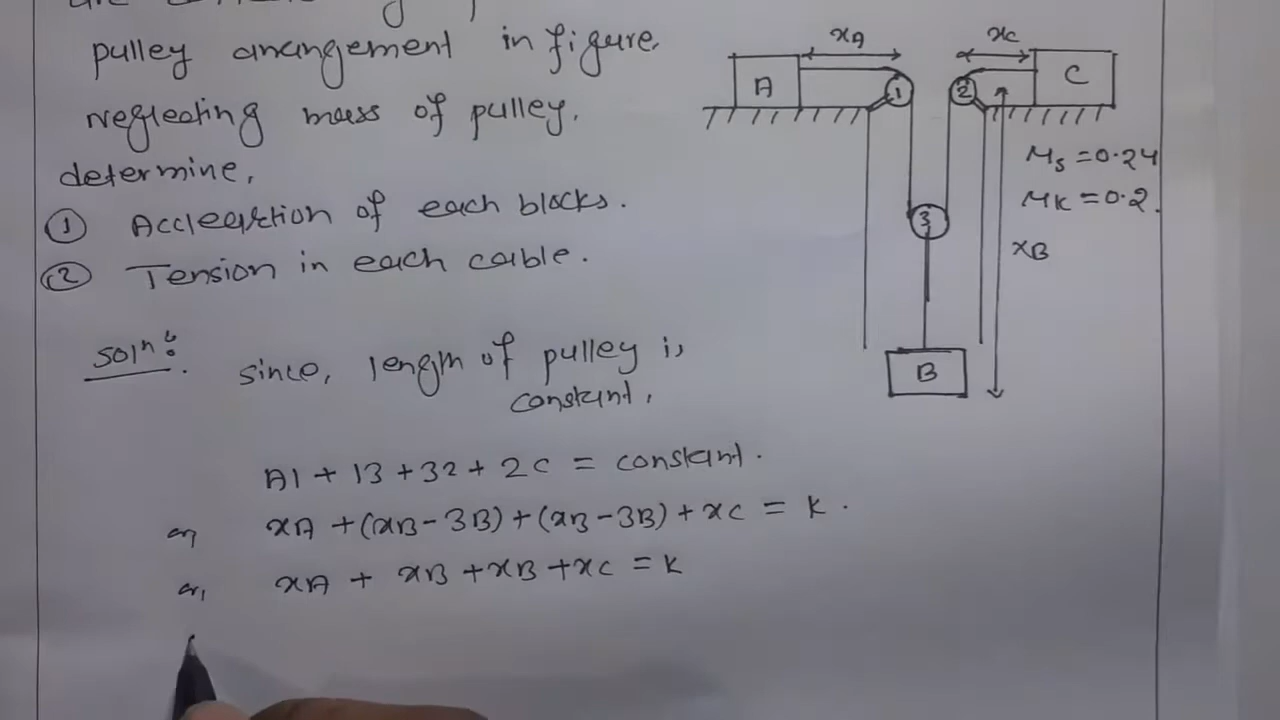 pulley arrangement in figure.
neglecting mass of pulley.
determine,
① Accleartion of each blocks.
② Tension in each cable.
solⁿ:
since, length of pulley is
constant.
A1 + 13 + 32 + 2C = constant.
or, xA + (xB - 3B) + (xB - 3B) + xC = K.
or, xA + xB + xB + xC = K
xA
xC
A
1
2
C
Ms = 0.24
MK = 0.2.
3
xB
B